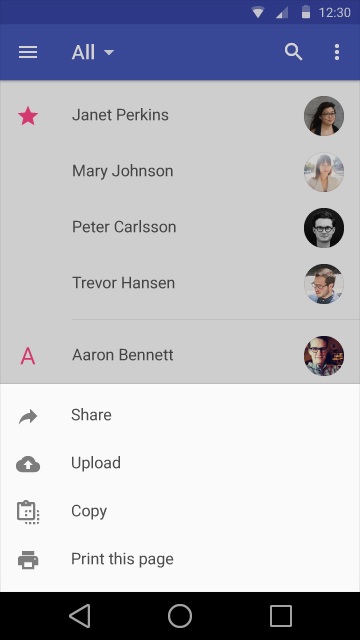 12:30
All
Janet Perkins
Mary Johnson
Peter Carlsson
Trevor Hansen
A Aaron Bennett
Share
Upload
Copy
Print this page